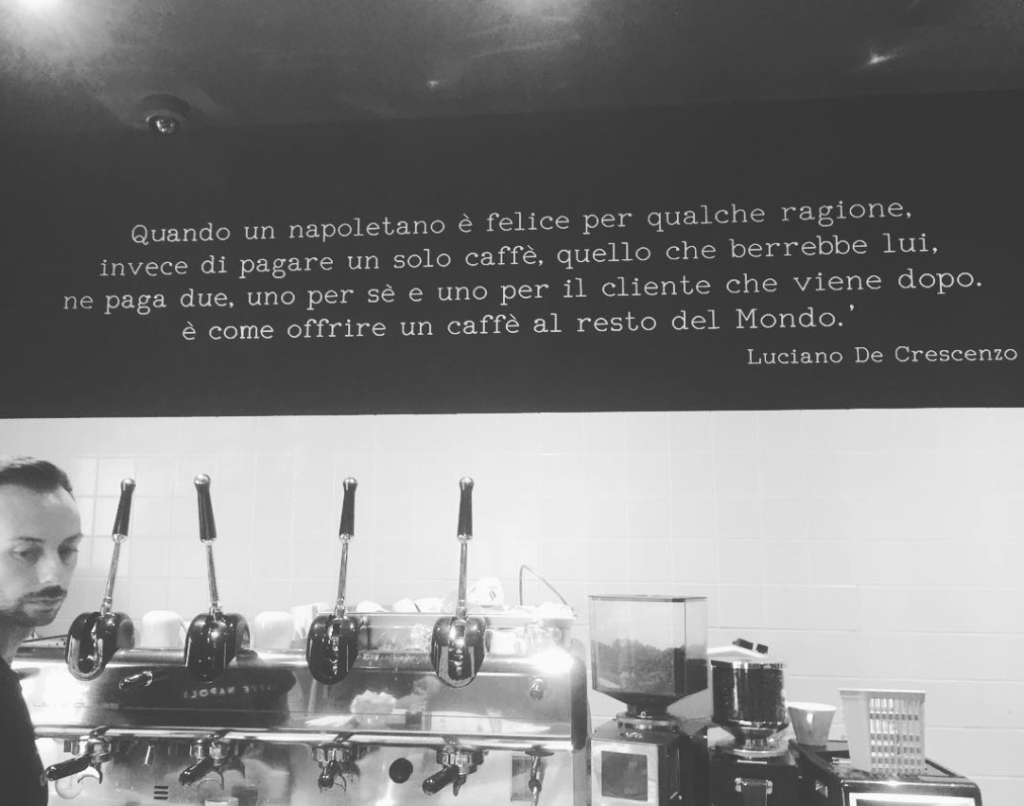 Quando un napoletano è felice per qualche ragione,
invece di pagare un solo caffè, quello che berrebbe lui,
ne paga due, uno per sè e uno per il cliente che viene dopo.
è come offrire un caffè al resto del Mondo.'
Luciano De Crescenzo